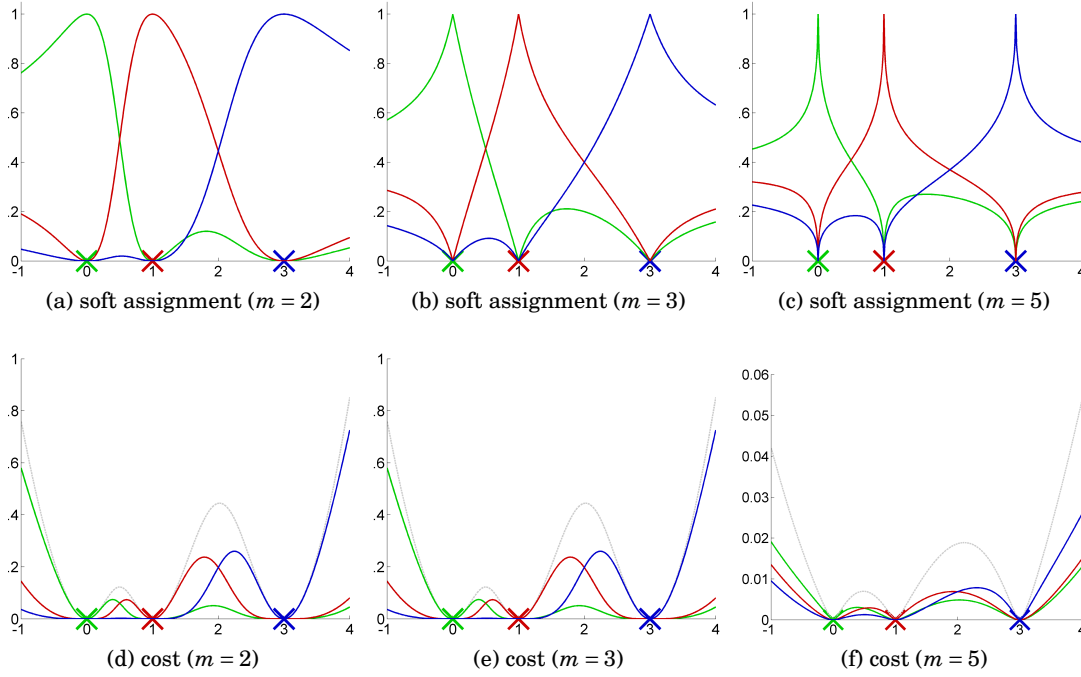 1 1 1
.8 .8 .8
.6 .6 .6
.4 .4 .4
.2 .2 .2
0 0 0
-1 0 1 2 3 4 -1 0 1 2 3 4 -1 0 1 2 3 4
(a) soft assignment (m = 2) (b) soft assignment (m = 3) (c) soft assignment (m = 5)
1 1 0.06
.8 .8 0.05
.6 .6 0.04
0.03
.4 .4 0.02
.2 .2 0.01
0 0 0
-1 0 1 2 3 4 -1 0 1 2 3 4 -1 0 1 2 3 4
(d) cost (m = 2) (e) cost (m = 3) (f) cost (m = 5)